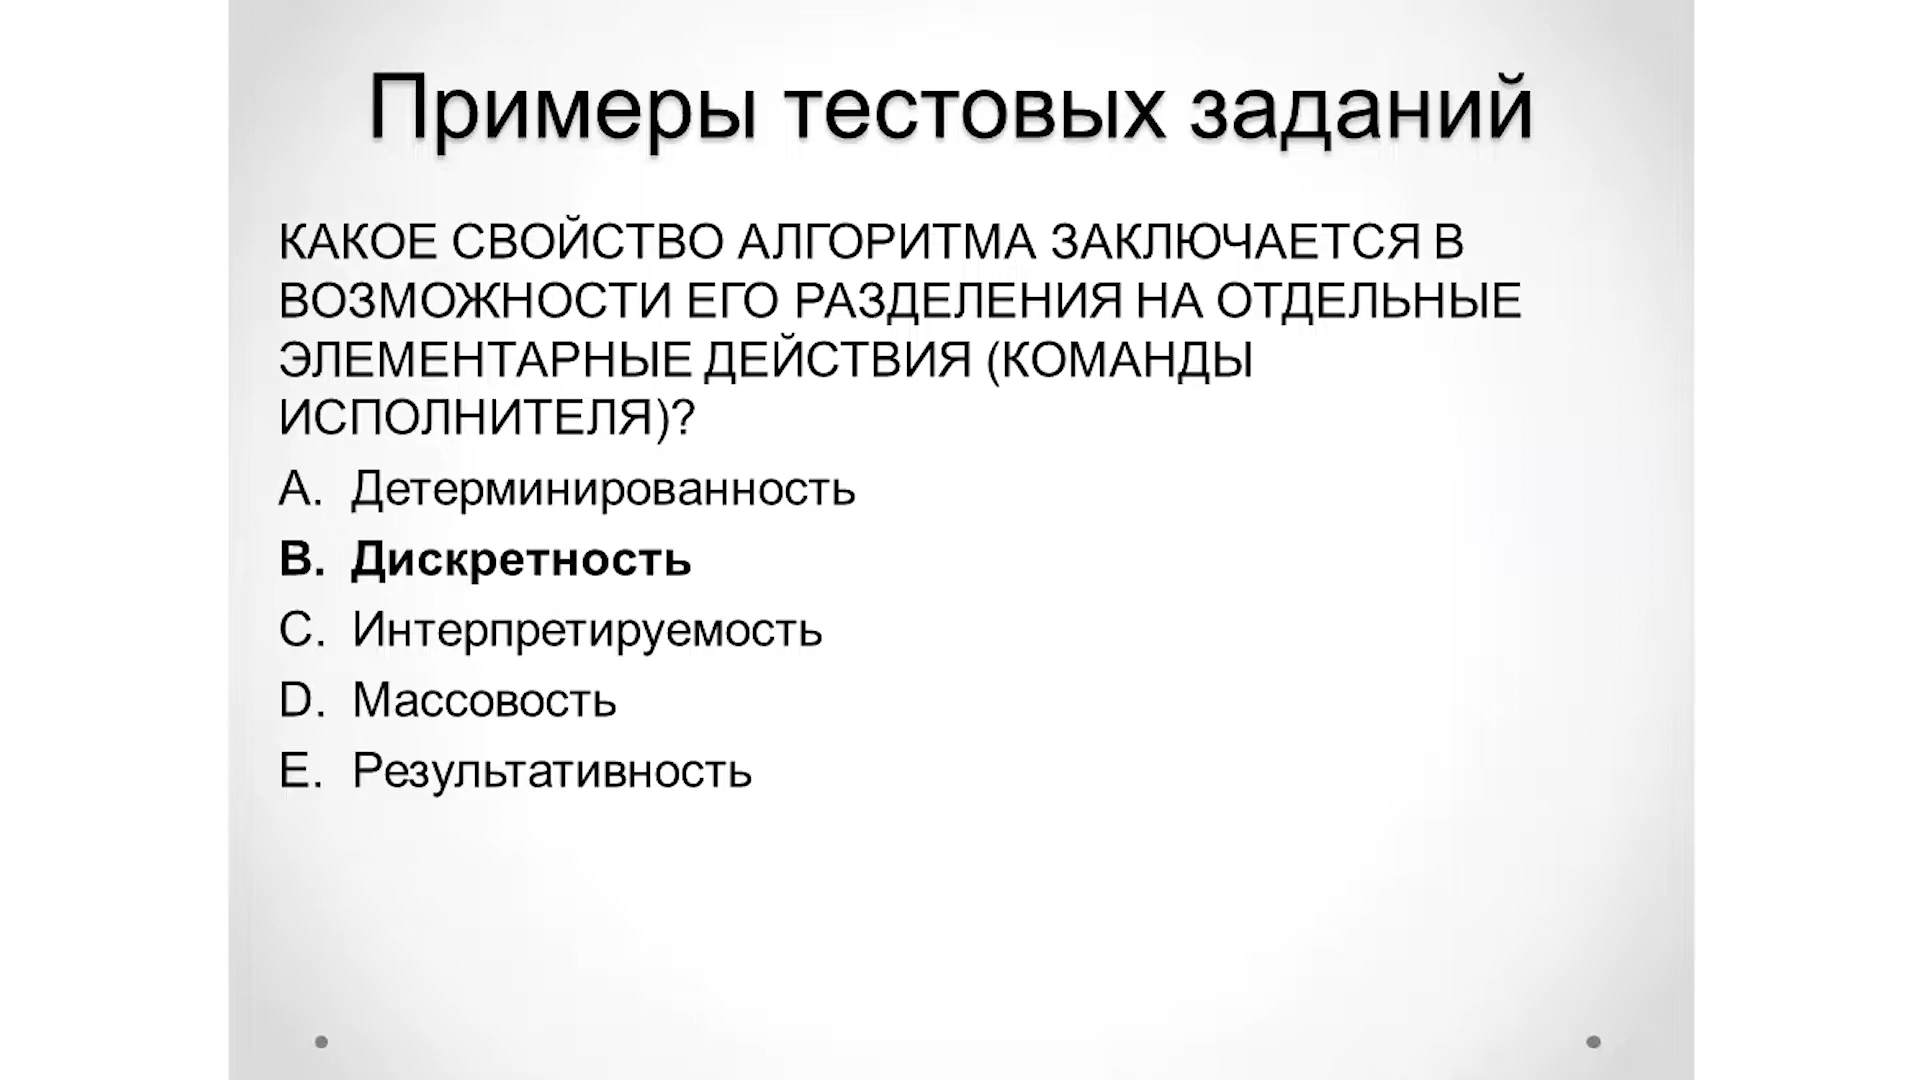 Примеры тестовых заданий
КАКОЕ СВОЙСТВО АЛГОРИТМА ЗАКЛЮЧАЕТСЯ В
ВОЗМОЖНОСТИ ЕГО РАЗДЕЛЕНИЯ НА ОТДЕЛЬНЫЕ
ЭЛЕМЕНТАРНЫЕ ДЕЙСТВИЯ (КОМАНДЫ
ИСПОЛНИТЕЛЯ)?
A. Детерминированность
B. Дискретность
C. Интерпретируемость
D. Массовость
E. Результативность